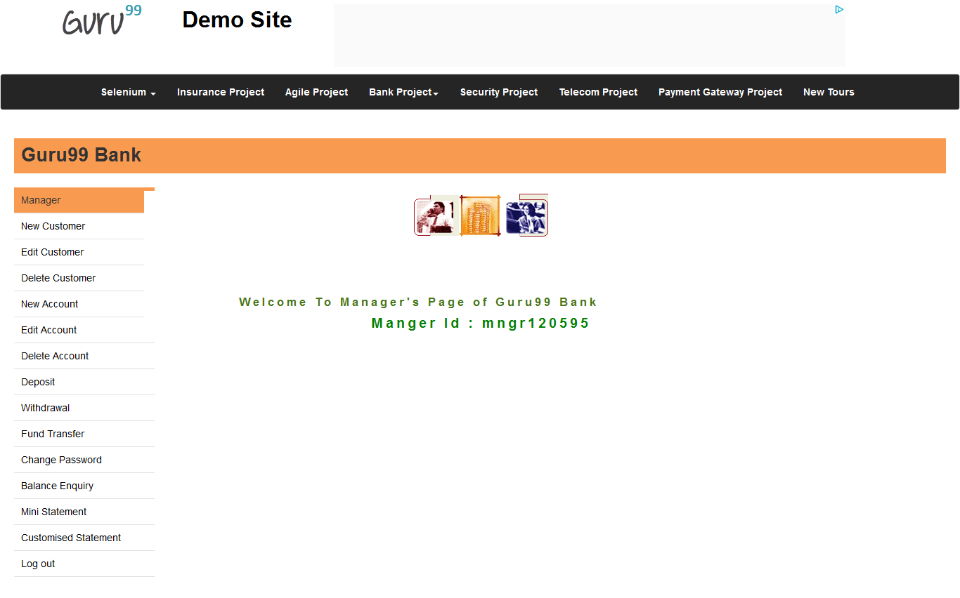 Guru99
Demo Site
Selenium Insurance Project Agile Project Bank Project Security Project Telecom Project Payment Gateway Project New Tours
Guru99 Bank
Manager
New Customer
Edit Customer
Delete Customer
New Account
Edit Account
Delete Account
Deposit
Withdrawal
Fund Transfer
Change Password
Balance Enquiry
Mini Statement
Customised Statement
Log out
Welcome To Manager's Page of Guru99 Bank
Manger Id : mngr120595